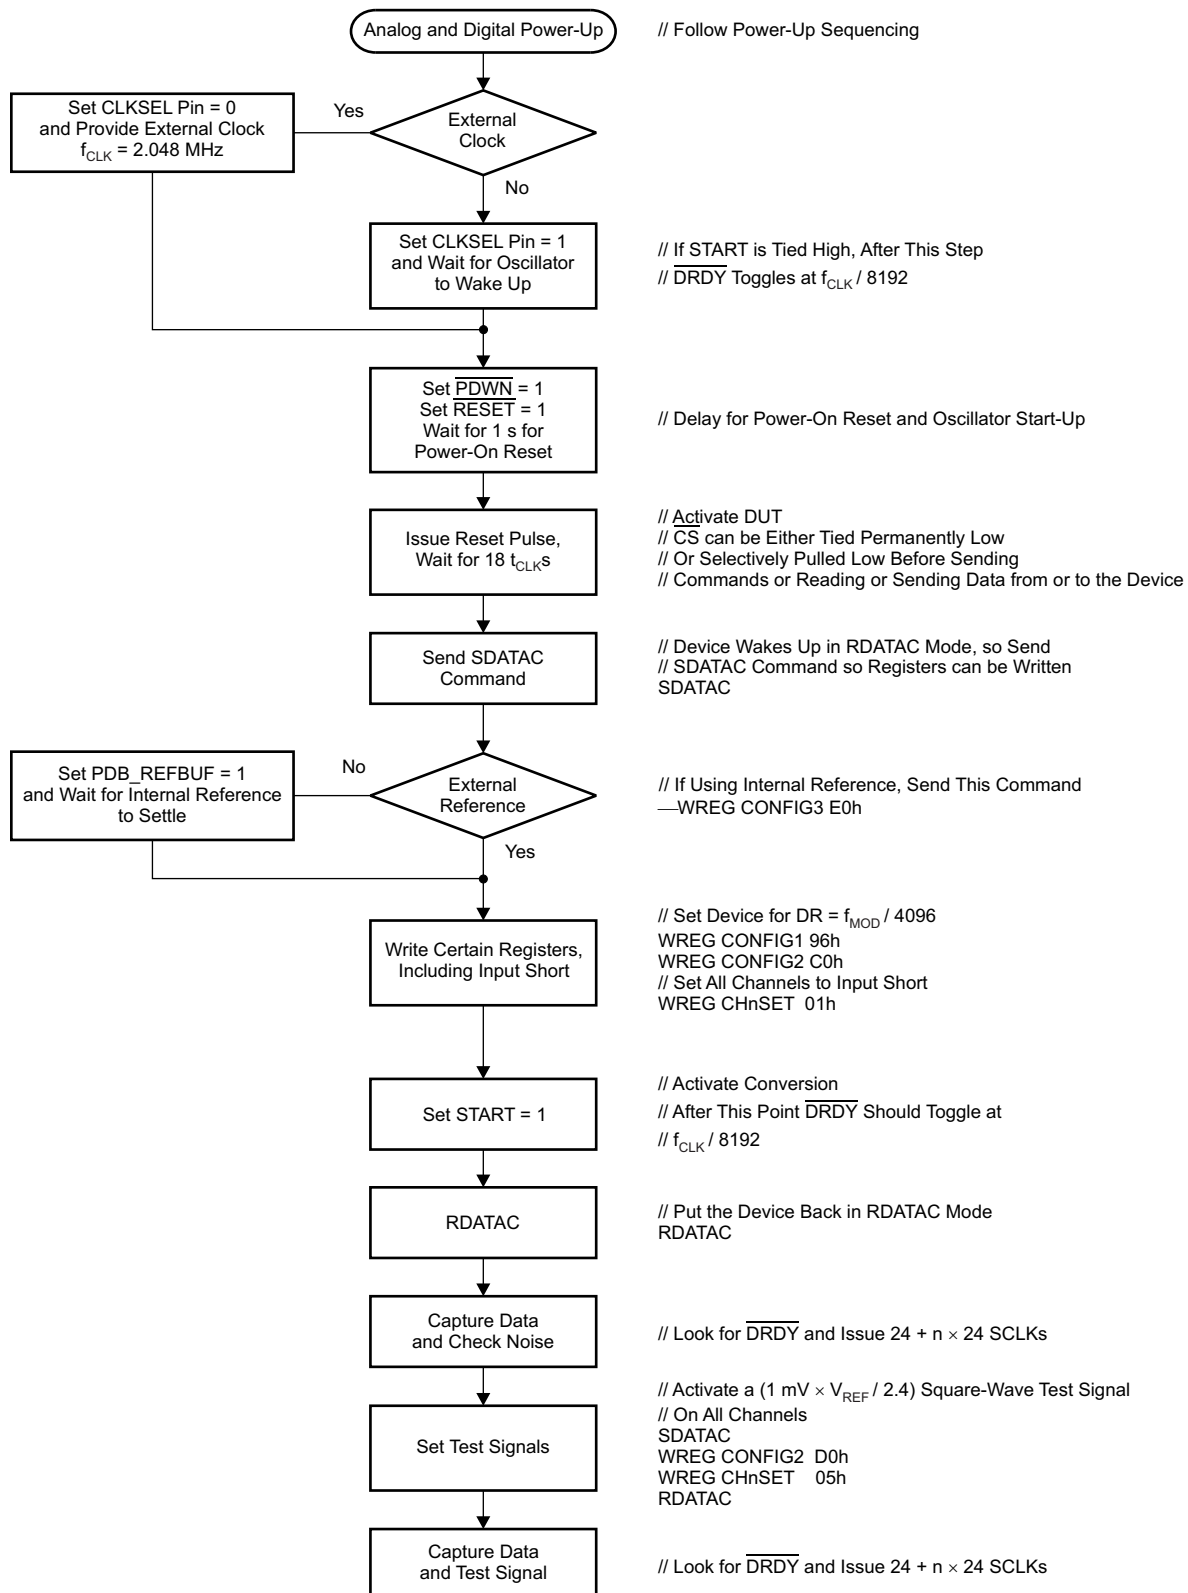 Analog and Digital Power-Up
// Follow Power-Up Sequencing
Set CLKSEL Pin = 0
and Provide External Clock
fCLK = 2.048 MHz
Yes
External
Clock
No
Set CLKSEL Pin = 1
and Wait for Oscillator
to Wake Up
// If START is Tied High, After This Step
// DRDY Toggles at fCLK / 8192
Set PDWN = 1
Set RESET = 1
Wait for 1 s for
Power-On Reset
// Delay for Power-On Reset and Oscillator Start-Up
Issue Reset Pulse,
Wait for 18 tCLKs
// Activate DUT
// CS can be Either Tied Permanently Low
// Or Selectively Pulled Low Before Sending
// Commands or Reading or Sending Data from or to the Device
Send SDATAC
Command
// Device Wakes Up in RDATAC Mode, so Send
// SDATAC Command so Registers can be Written
SDATAC
Set PDB_REFBUF = 1
and Wait for Internal Reference
to Settle
No
External
Reference
Yes
// If Using Internal Reference, Send This Command
—WREG CONFIG3 E0h
Write Certain Registers,
Including Input Short
// Set Device for DR = fMOD / 4096
WREG CONFIG1 96h
WREG CONFIG2 C0h
// Set All Channels to Input Short
WREG CHnSET 01h
Set START = 1
// Activate Conversion
// After This Point DRDY Should Toggle at
// fCLK / 8192
RDATAC
// Put the Device Back in RDATAC Mode
RDATAC
Capture Data
and Check Noise
// Look for DRDY and Issue 24 + n × 24 SCLKs
Set Test Signals
// Activate a (1 mV × VREF / 2.4) Square-Wave Test Signal
// On All Channels
SDATAC
WREG CONFIG2 D0h
WREG CHnSET 05h
RDATAC
Capture Data
and Test Signal
// Look for DRDY and Issue 24 + n × 24 SCLKs